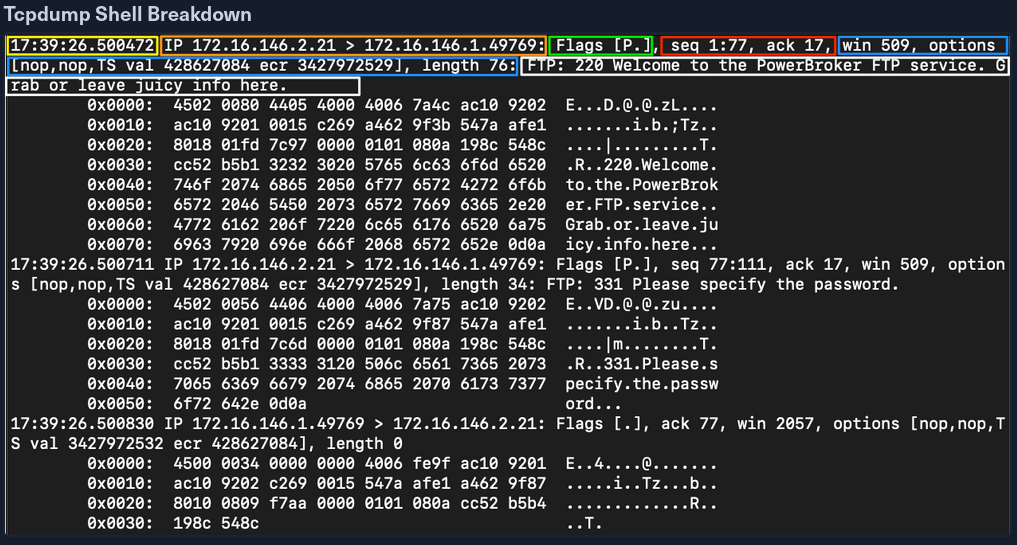 Tcpdump Shell Breakdown
17:39:26.500472 IP 172.16.146.2.21 > 172.16.146.1.49769: Flags [P.], seq 1:77, ack 17, win 509, options
[nop,nop,TS val 428627084 ecr 3427972529], length 76: FTP: 220 Welcome to the PowerBroker FTP service. G
rab or leave juicy info here.
0x0000:  4502 0080 4405 4000 4006 7a4c ac10 9202  E...D.@.@.zL....
0x0010:  ac10 9201 0015 c269 a462 9f3b 547a afe1  .......i.b.;Tz..
0x0020:  8018 01fd 7c97 0000 0101 080a 198c 548c  ....|.........T.
0x0030:  cc52 b5b1 3232 3020 5765 6c63 6f6d 6520  .R..220.Welcome.
0x0040:  746f 2074 6865 2050 6f77 6572 4272 6f6b  to.the.PowerBrok
0x0050:  6572 2046 5450 2073 6572 7669 6365 2e20  er.FTP.service..
0x0060:  4772 6162 206f 7220 6c65 6176 6520 6a75  Grab.or.leave.ju
0x0070:  6963 7920 696e 666f 2068 6572 652e 0d0a  icy.info.here...
17:39:26.500711 IP 172.16.146.2.21 > 172.16.146.1.49769: Flags [P.], seq 77:111, ack 17, win 509, option
s [nop,nop,TS val 428627084 ecr 3427972529], length 34: FTP: 331 Please specify the password.
0x0000:  4502 0056 4406 4000 4006 7a75 ac10 9202  E..VD.@.@.zu....
0x0010:  ac10 9201 0015 c269 a462 9f87 547a afe1  .......i.b..Tz..
0x0020:  8018 01fd 7c6d 0000 0101 080a 198c 548c  ....|m........T.
0x0030:  cc52 b5b1 3333 3120 506c 6561 7365 2073  .R..331.Please.s
0x0040:  7065 6369 6679 2074 6865 2070 6173 7377  pecify.the.passw
0x0050:  6f72 642e 0d0a  ord...
17:39:26.500830 IP 172.16.146.1.49769 > 172.16.146.2.21: Flags [.], ack 77, win 2057, options [nop,nop,T
S val 3427972532 ecr 428627084], length 0
0x0000:  4500 0034 0000 0000 4006 fe9f ac10 9201  E..4....@.......
0x0010:  ac10 9202 c269 0015 547a afe1 a462 9f87  .....i..Tz...b..
0x0020:  8010 0809 f7aa 0000 0101 080a cc52 b5b4  .............R..
0x0030:  198c 548c  ..T.